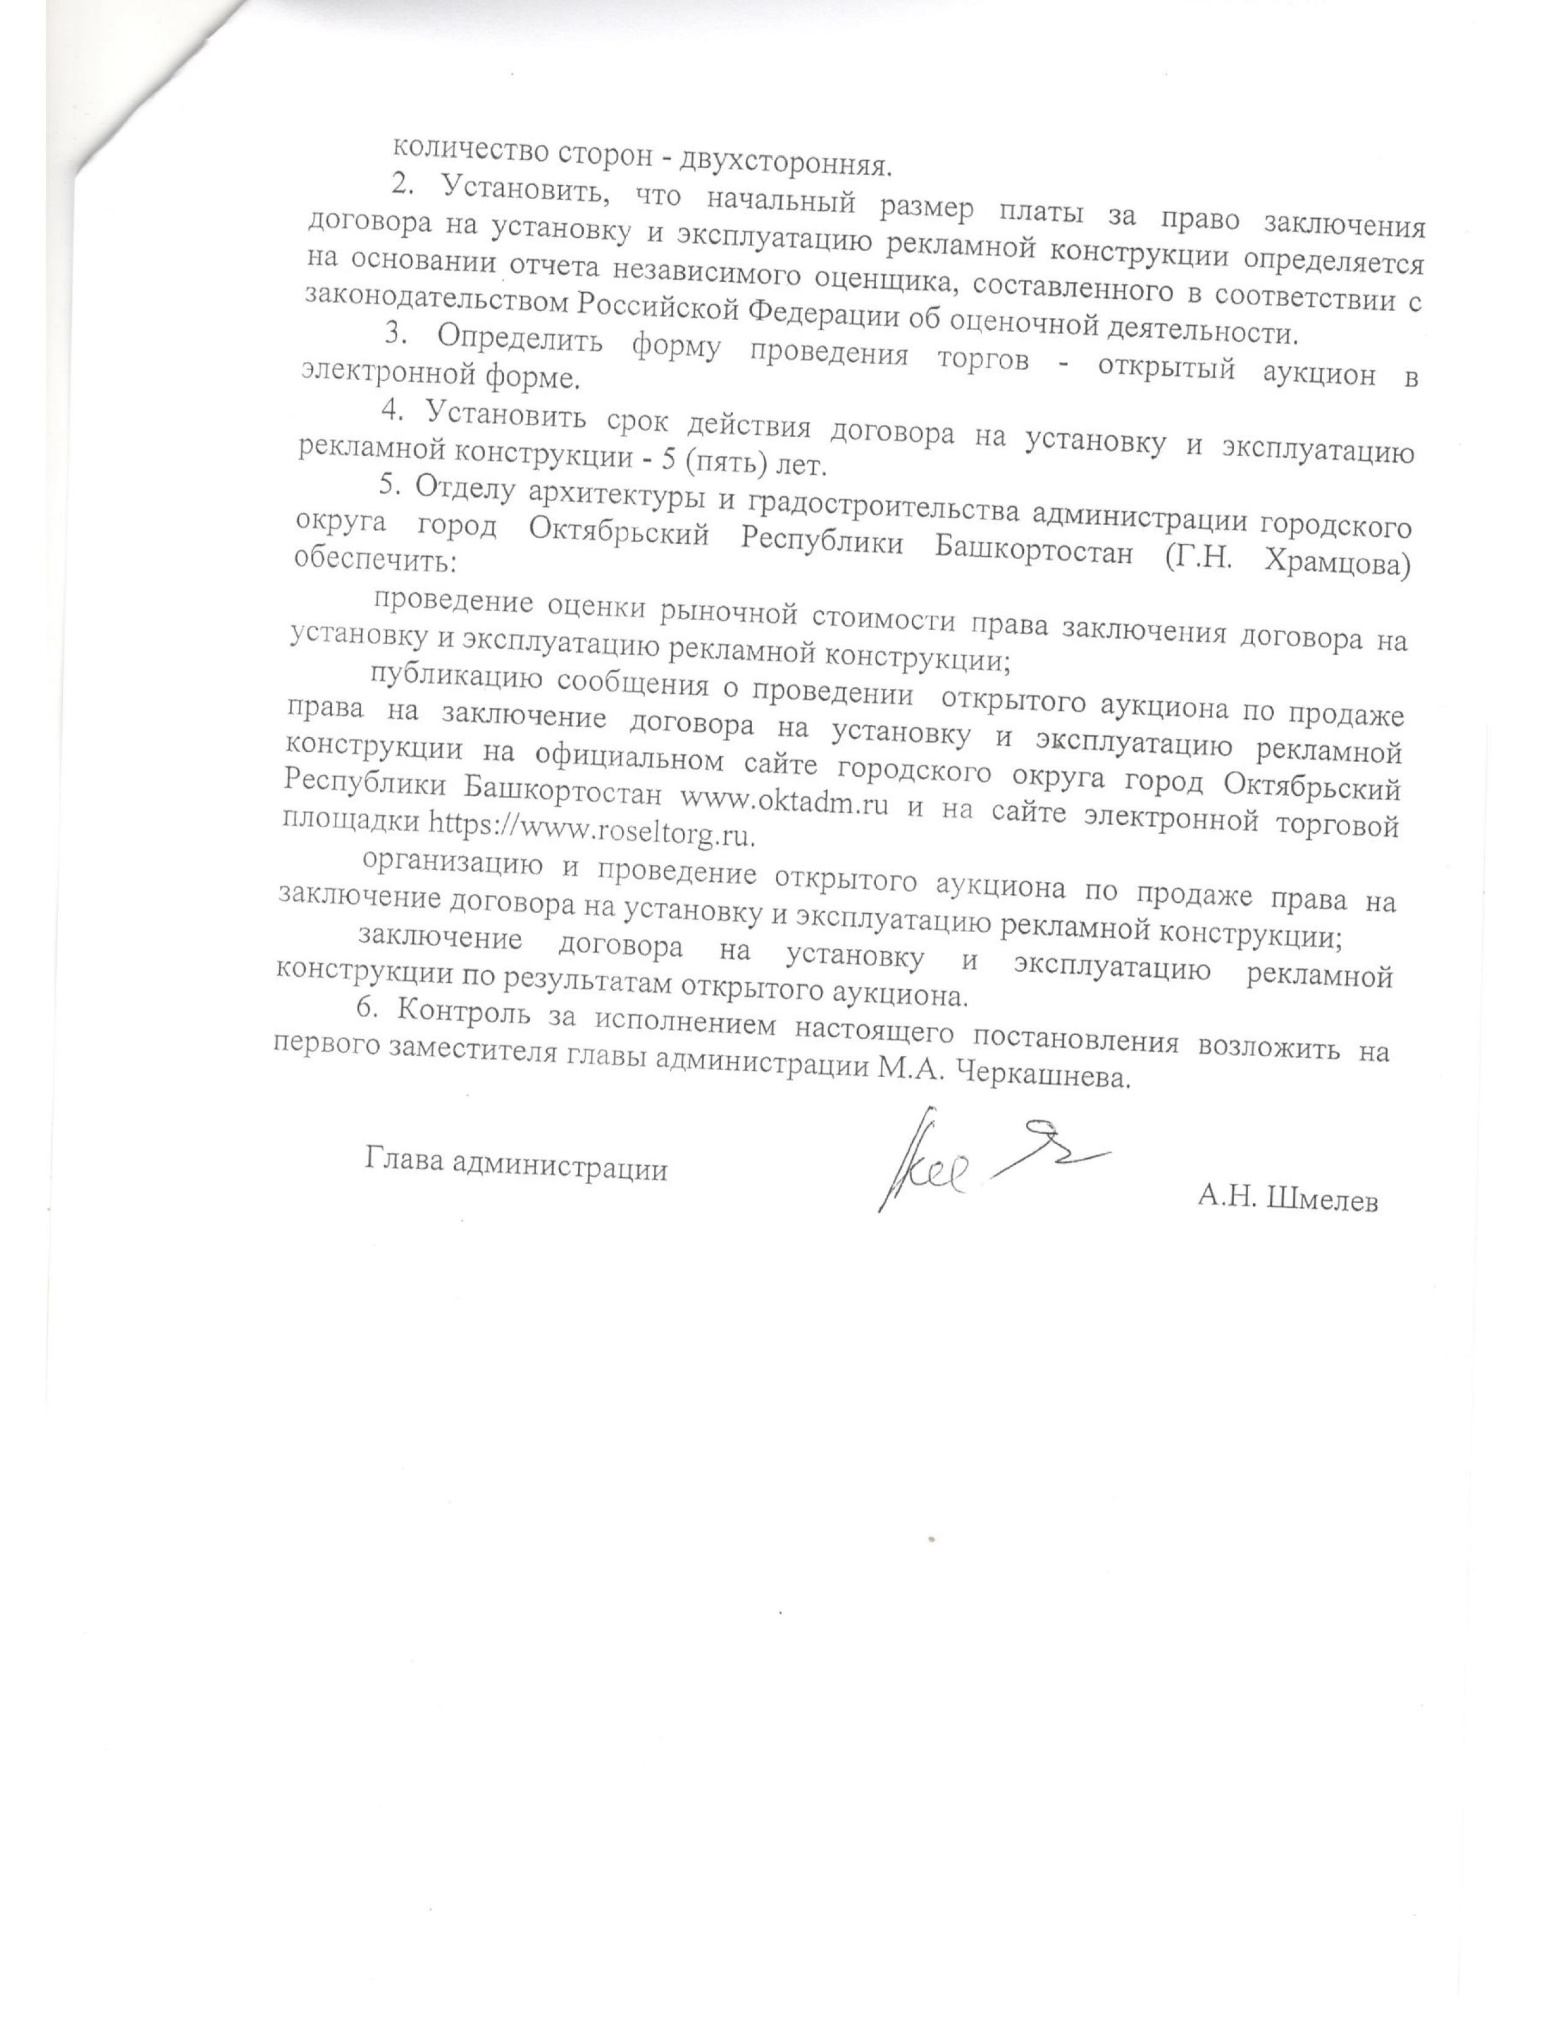 количество сторон - двухсторонняя.
2. Установить, что начальный размер платы за право заключения
договора на установку и эксплуатацию рекламной конструкции определяется
на основании отчета независимого оценщика, составленного в соответствии с
законодательством Российской Федерации об оценочной деятельности.
3. Определить форму проведения торгов - открытый аукцион в
электронной форме.
4. Установить срок действия договора на установку и эксплуатацию
рекламной конструкции - 5 (пять) лет.
5. Отделу архитектуры и градостроительства администрации городского
округа город Октябрьский Республики Башкортостан (Г.Н. Храмцова)
обеспечить:
проведение оценки рыночной стоимости права заключения договора на
установку и эксплуатацию рекламной конструкции;
публикацию сообщения о проведении открытого аукциона по продаже
права на заключение договора на установку и эксплуатацию рекламной
конструкции на официальном сайте городского округа город Октябрьский
Республики Башкортостан www.oktadm.ru и на сайте электронной торговой
площадки https://www.roseltorg.ru.
организацию и проведение открытого аукциона по продаже права на
заключение договора на установку и эксплуатацию рекламной конструкции;
заключение договора на установку и эксплуатацию рекламной
конструкции по результатам открытого аукциона.
6. Контроль за исполнением настоящего постановления возложить на
первого заместителя главы администрации М.А. Черкашнева.
Глава администрации
А.Н. Шмелев